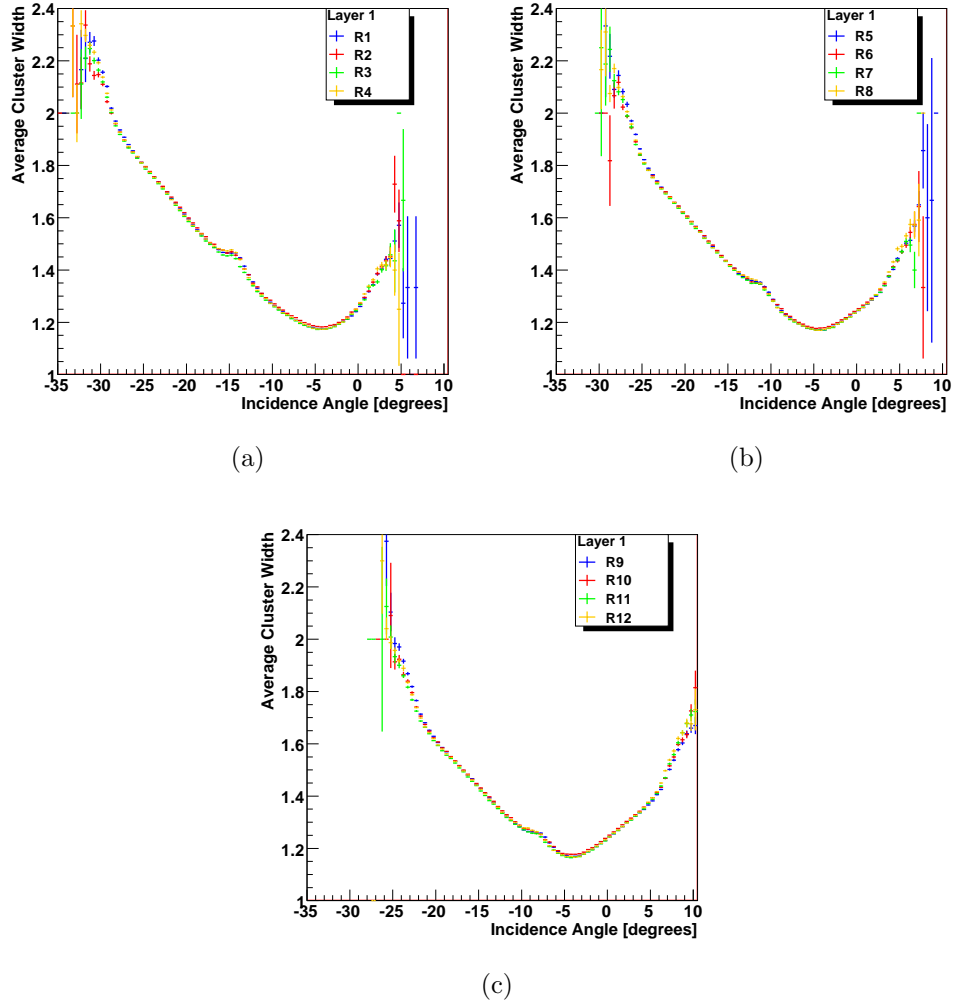 Average Cluster Width
2.4
2.2
2
1.8
1.6
1.4
1.2
1
Layer 1
R1
R2
R3
R4
-35 -30 -25 -20 -15 -10 -5 0 5 10
Incidence Angle [degrees]
(a)
Average Cluster Width
2.4
2.2
2
1.8
1.6
1.4
1.2
1
Layer 1
R5
R6
R7
R8
-35 -30 -25 -20 -15 -10 -5 0 5 10
Incidence Angle [degrees]
(b)
Average Cluster Width
2.4
2.2
2
1.8
1.6
1.4
1.2
1
Layer 1
R9
R10
R11
R12
-35 -30 -25 -20 -15 -10 -5 0 5 10
Incidence Angle [degrees]
(c)